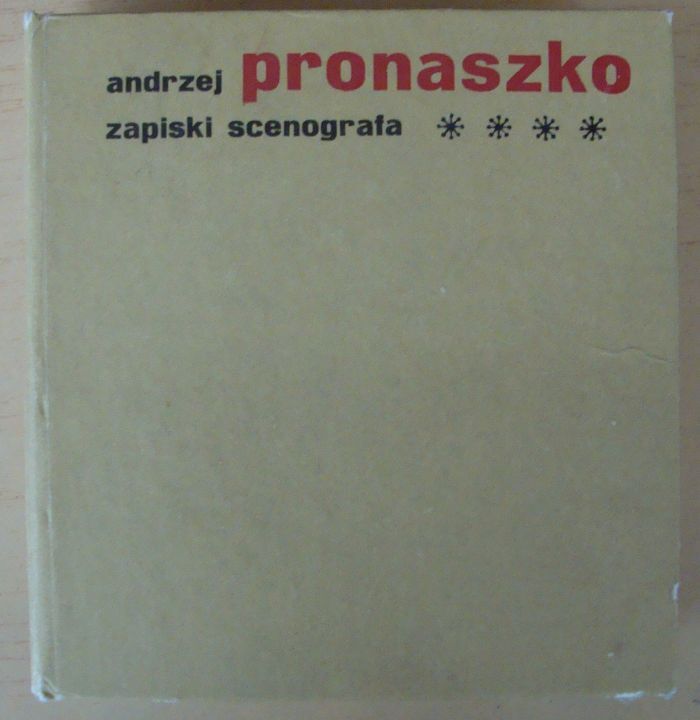 andrzej pronaszko
zapiski scenografa ✳ ✳ ✳ ✳